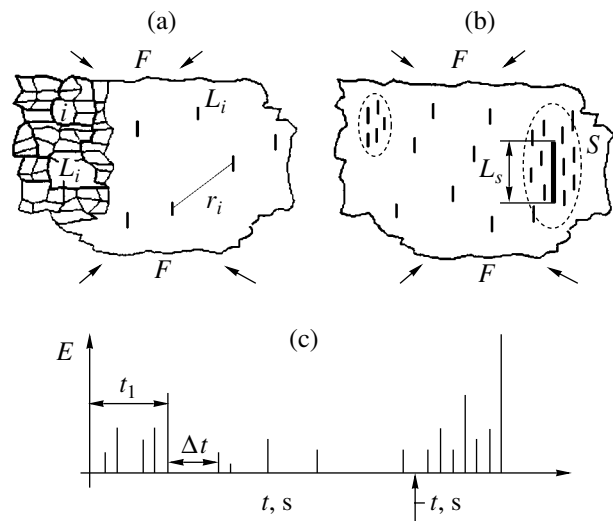 (a)
(b)
F
F
L_i
i
L_i
r_i
F
F
L_s
S
(c)
E
t_1
Δt
t, s
t, s